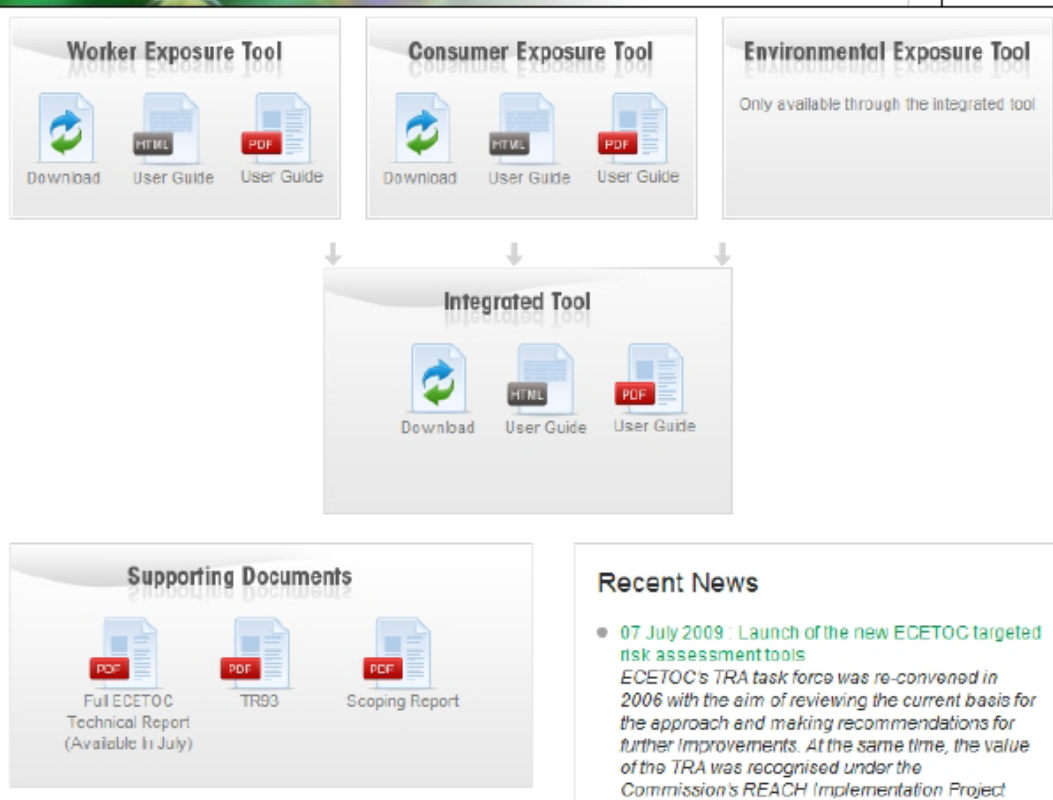 Worker Exposure Tool
HTML
PDF
Download
User Guide
User Guide
Consumer Exposure Tool
HTML
PDF
Download
User Guide
User Guide
Environmental Exposure Tool
Only available through the integrated tool
Integrated Tool
HTML
PDF
Download
User Guide
User Guide
Supporting Documents
PDF
PDF
PDF
Full ECETOC
Technical Report
(Available In July)
TR93
Scoping Report
Recent News
07 July 2009 : Launch of the new ECETOC targeted
risk assessment tools
ECETOC's TRA task force was re-convened in
2006 with the aim of reviewing the current basis for
the approach and making recommendations for
further improvements. At the same time, the value
of the TRA was recognised under the
Commission's REACH Implementation Project